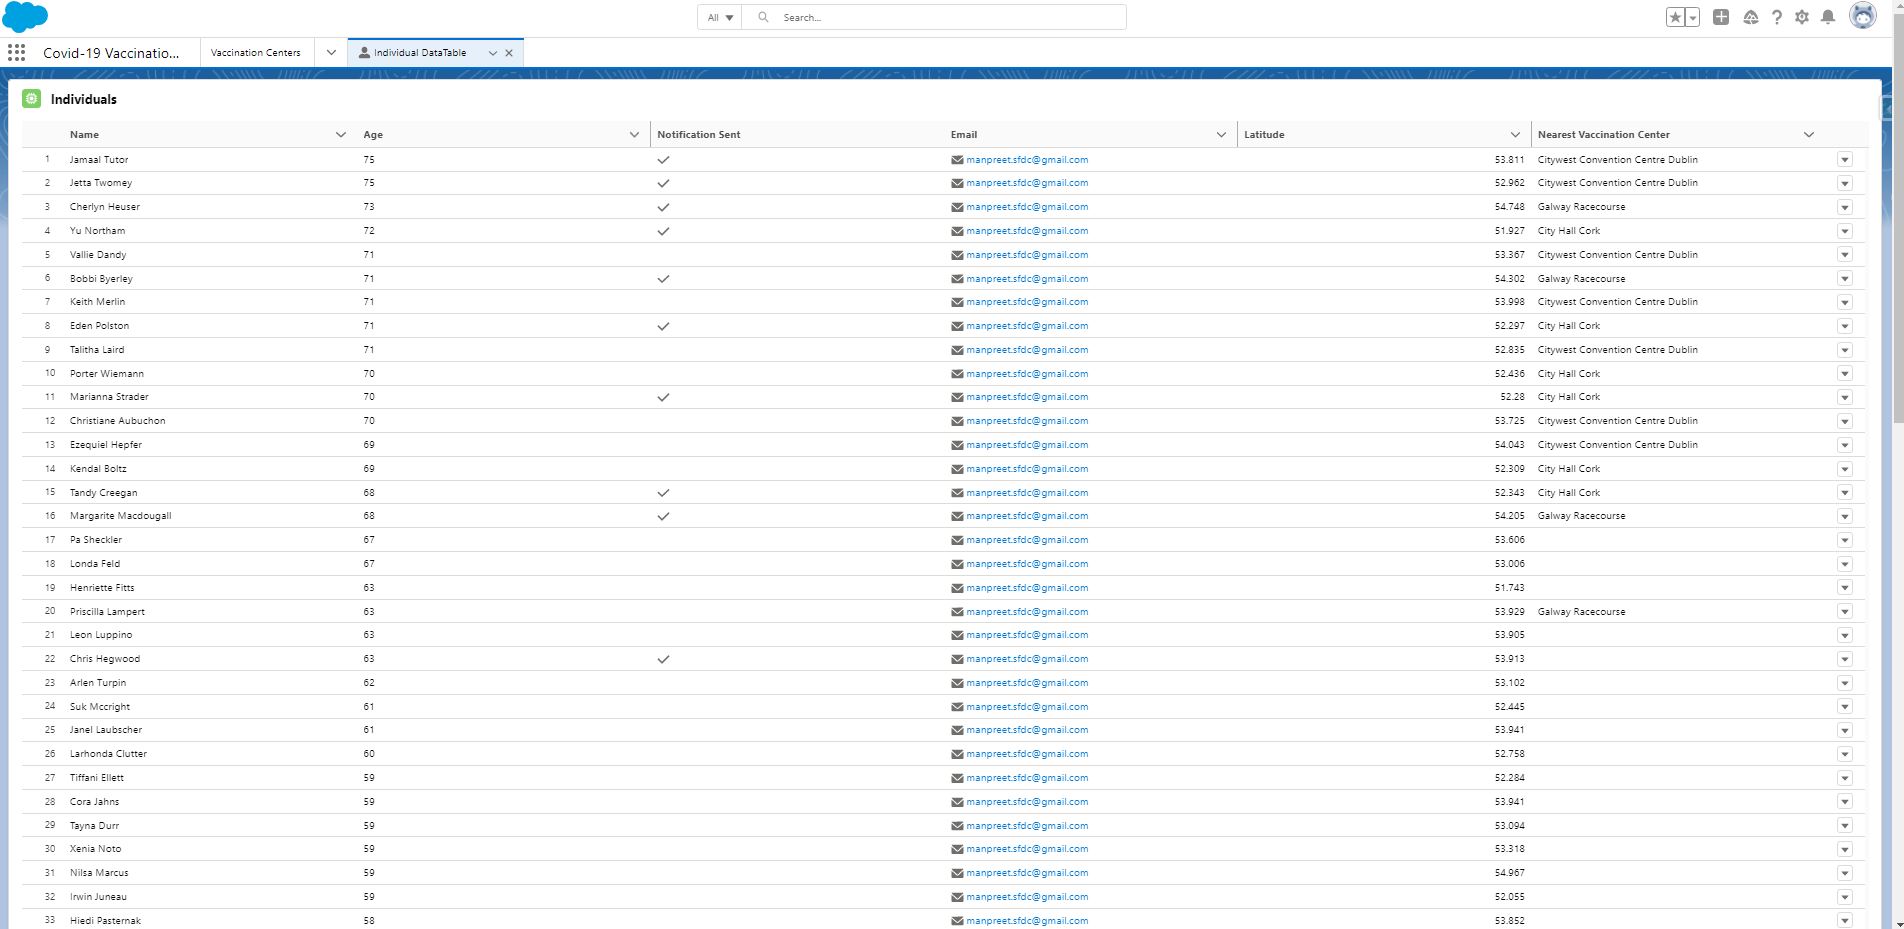 All Search...
Covid-19 Vaccinatio... Vaccination Centers Individual DataTable
Individuals
Name Age Notification Sent Email Latitude Nearest Vaccination Center
1 Jamaal Tutor 75 manpreet.sfdc@gmail.com 53.811 Citywest Convention Centre Dublin
2 Jetta Twomey 75 manpreet.sfdc@gmail.com 52.962 Citywest Convention Centre Dublin
3 Cherlyn Heuser 73 manpreet.sfdc@gmail.com 54.748 Galway Racecourse
4 Yu Northam 72 manpreet.sfdc@gmail.com 51.927 City Hall Cork
5 Vallie Dandy 71 manpreet.sfdc@gmail.com 53.367 Citywest Convention Centre Dublin
6 Bobbi Byerley 71 manpreet.sfdc@gmail.com 54.302 Galway Racecourse
7 Keith Merlin 71 manpreet.sfdc@gmail.com 53.998 Citywest Convention Centre Dublin
8 Eden Polston 71 manpreet.sfdc@gmail.com 52.297 City Hall Cork
9 Talitha Laird 71 manpreet.sfdc@gmail.com 52.835 Citywest Convention Centre Dublin
10 Porter Wiemann 70 manpreet.sfdc@gmail.com 52.436 City Hall Cork
11 Marianna Strader 70 manpreet.sfdc@gmail.com 52.28 City Hall Cork
12 Christiane Aubuchon 70 manpreet.sfdc@gmail.com 53.725 Citywest Convention Centre Dublin
13 Ezequiel Hepfer 69 manpreet.sfdc@gmail.com 54.043 Citywest Convention Centre Dublin
14 Kendal Boltz 69 manpreet.sfdc@gmail.com 52.309 City Hall Cork
15 Tandy Creegan 68 manpreet.sfdc@gmail.com 52.343 City Hall Cork
16 Margarite Macdougall 68 manpreet.sfdc@gmail.com 54.205 Galway Racecourse
17 Pa Sheckler 67 manpreet.sfdc@gmail.com 53.606
18 Londa Feld 67 manpreet.sfdc@gmail.com 53.006
19 Henriette Fitts 63 manpreet.sfdc@gmail.com 51.743
20 Priscilla Lampert 63 manpreet.sfdc@gmail.com 53.929 Galway Racecourse
21 Leon Luppino 63 manpreet.sfdc@gmail.com 53.905
22 Chris Hegwood 63 manpreet.sfdc@gmail.com 53.913
23 Arlen Turpin 62 manpreet.sfdc@gmail.com 53.102
24 Suk Mccright 61 manpreet.sfdc@gmail.com 52.445
25 Janel Laubscher 61 manpreet.sfdc@gmail.com 53.941
26 Larhonda Clutter 60 manpreet.sfdc@gmail.com 52.758
27 Tiffani Ellett 59 manpreet.sfdc@gmail.com 52.284
28 Cora Jahns 59 manpreet.sfdc@gmail.com 53.941
29 Tayna Durr 59 manpreet.sfdc@gmail.com 53.094
30 Xenia Noto 59 manpreet.sfdc@gmail.com 53.318
31 Nilsa Marcus 59 manpreet.sfdc@gmail.com 54.967
32 Irwin Juneau 59 manpreet.sfdc@gmail.com 52.055
33 Hiedi Pasternak 58 manpreet.sfdc@gmail.com 53.852